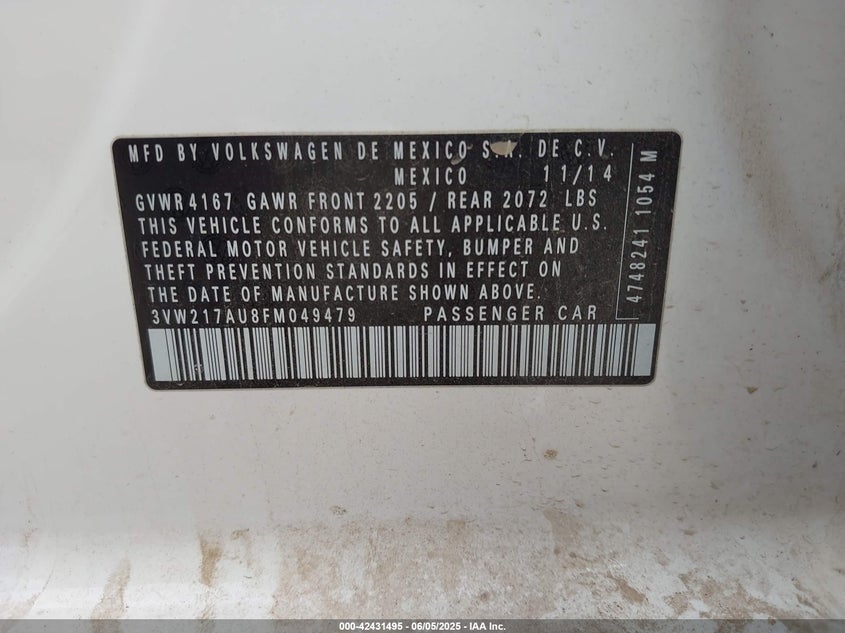 MFD BY VOLKSWAGEN DE MEXICO S.A. DE C.V.
MEXICO 11/14
GVWR 4167 GAWR FRONT 2205 / REAR 2072 LBS
THIS VEHICLE CONFORMS TO ALL APPLICABLE U.S.
FEDERAL MOTOR VEHICLE SAFETY, BUMPER AND
THEFT PREVENTION STANDARDS IN EFFECT ON
THE DATE OF MANUFACTURE SHOWN ABOVE.
3VW217AU8FM049479 PASSENGER CAR
4748241 1054 M
000-42431495 - 06/05/2025 - IAA Inc.